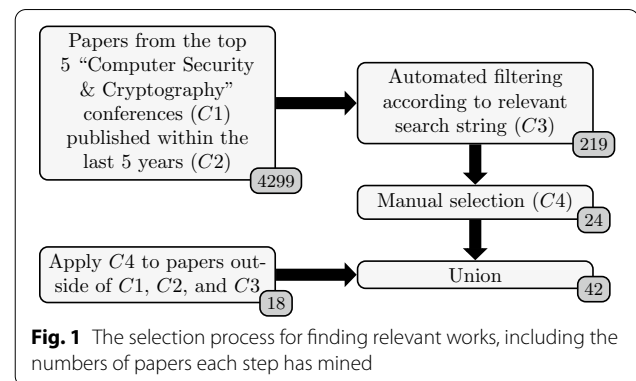 Papers from the top
5 “Computer Security
& Cryptography”
conferences (C1)
published within the
last 5 years (C2)
4299
Automated filtering
according to relevant
search string (C3)
219
Manual selection (C4)
24
Apply C4 to papers out-
side of C1, C2, and C3
18
Union
42
Fig. 1 The selection process for finding relevant works, including the
numbers of papers each step has mined